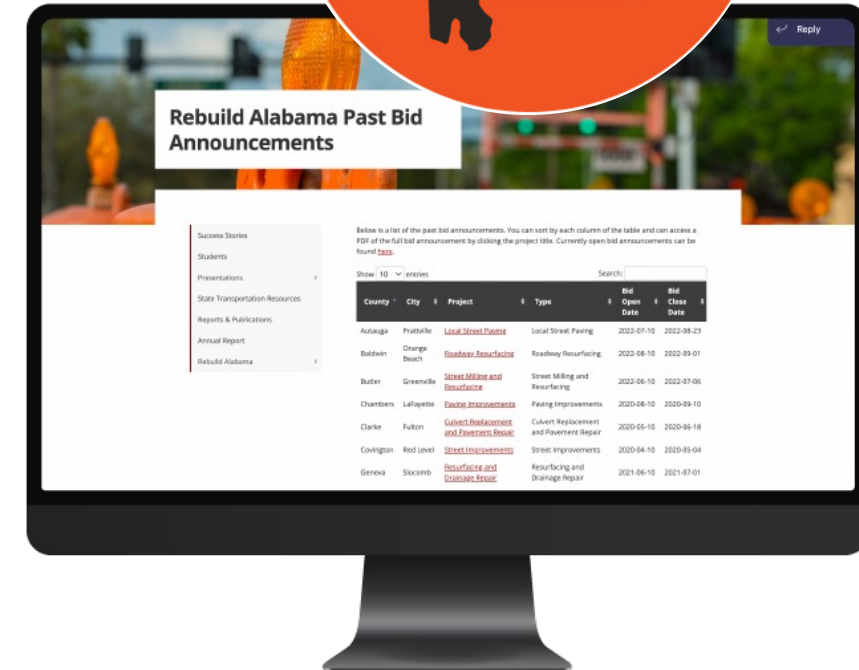 Reply
Rebuild Alabama Past Bid
Announcements
Success Stories
Students
Presentations
State Transportation Resources
Reports & Publications
Annual Report
Rebuild Alabama
Below is a list of the past bid announcements. You can sort by each column of the table and can access a
PDF of the full bid announcement by clicking the project title. Currently open bid announcements can be
found here.
Show 10 entries Search:
County City Project Type Bid Open Date Bid Close Date
Autauga Prattville Local Street Paving Local Street Paving 2022-07-10 2022-08-23
Baldwin Orange Beach Roadway Resurfacing Roadway Resurfacing 2022-08-10 2022-09-01
Butler Greenville Street Milling and Resurfacing Street Milling and Resurfacing 2022-06-10 2022-07-06
Chambers LaFayette Paving Improvements Paving Improvements 2020-08-10 2020-09-10
Clarke Fulton Culvert Replacement and Pavement Repair Culvert Replacement and Pavement Repair 2020-05-10 2020-06-18
Covington Red Level Street Improvements Street Improvements 2020-04-10 2020-05-04
Geneva Slocomb Resurfacing and Drainage Repair Resurfacing and Drainage Repair 2021-06-10 2021-07-01